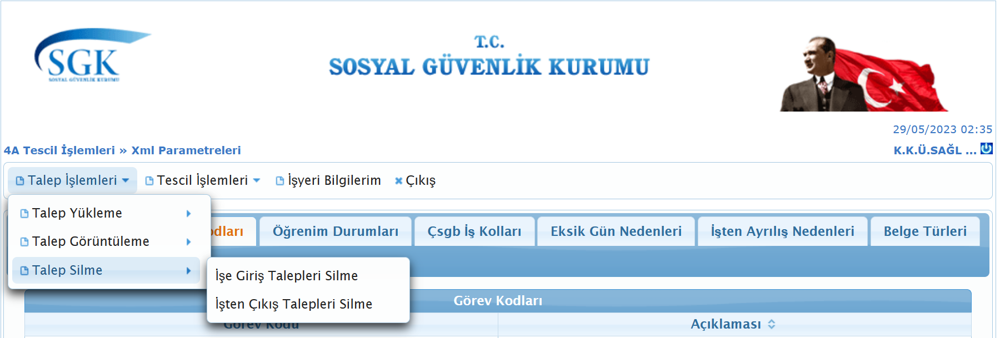 SGK
SOSYAL GÜVENLİK KURUMU
T.C.
SOSYAL GÜVENLİK KURUMU
29/05/2023 02:35
4A Tescil İşlemleri » Xml Parametreleri
K.K.Ü.SAĞL ...
Talep İşlemleri
Tescil İşlemleri
İşyeri Bilgilerim
Çıkış
Talep Yükleme
Talep Görüntüleme
Talep Silme
İşe Giriş Talepleri Silme
İşten Çıkış Talepleri Silme
odları
Öğrenim Durumları
Çsgb İş Kolları
Eksik Gün Nedenleri
İşten Ayrılış Nedenleri
Belge Türleri
Görev Kodları
Görev Kodu
Açıklaması